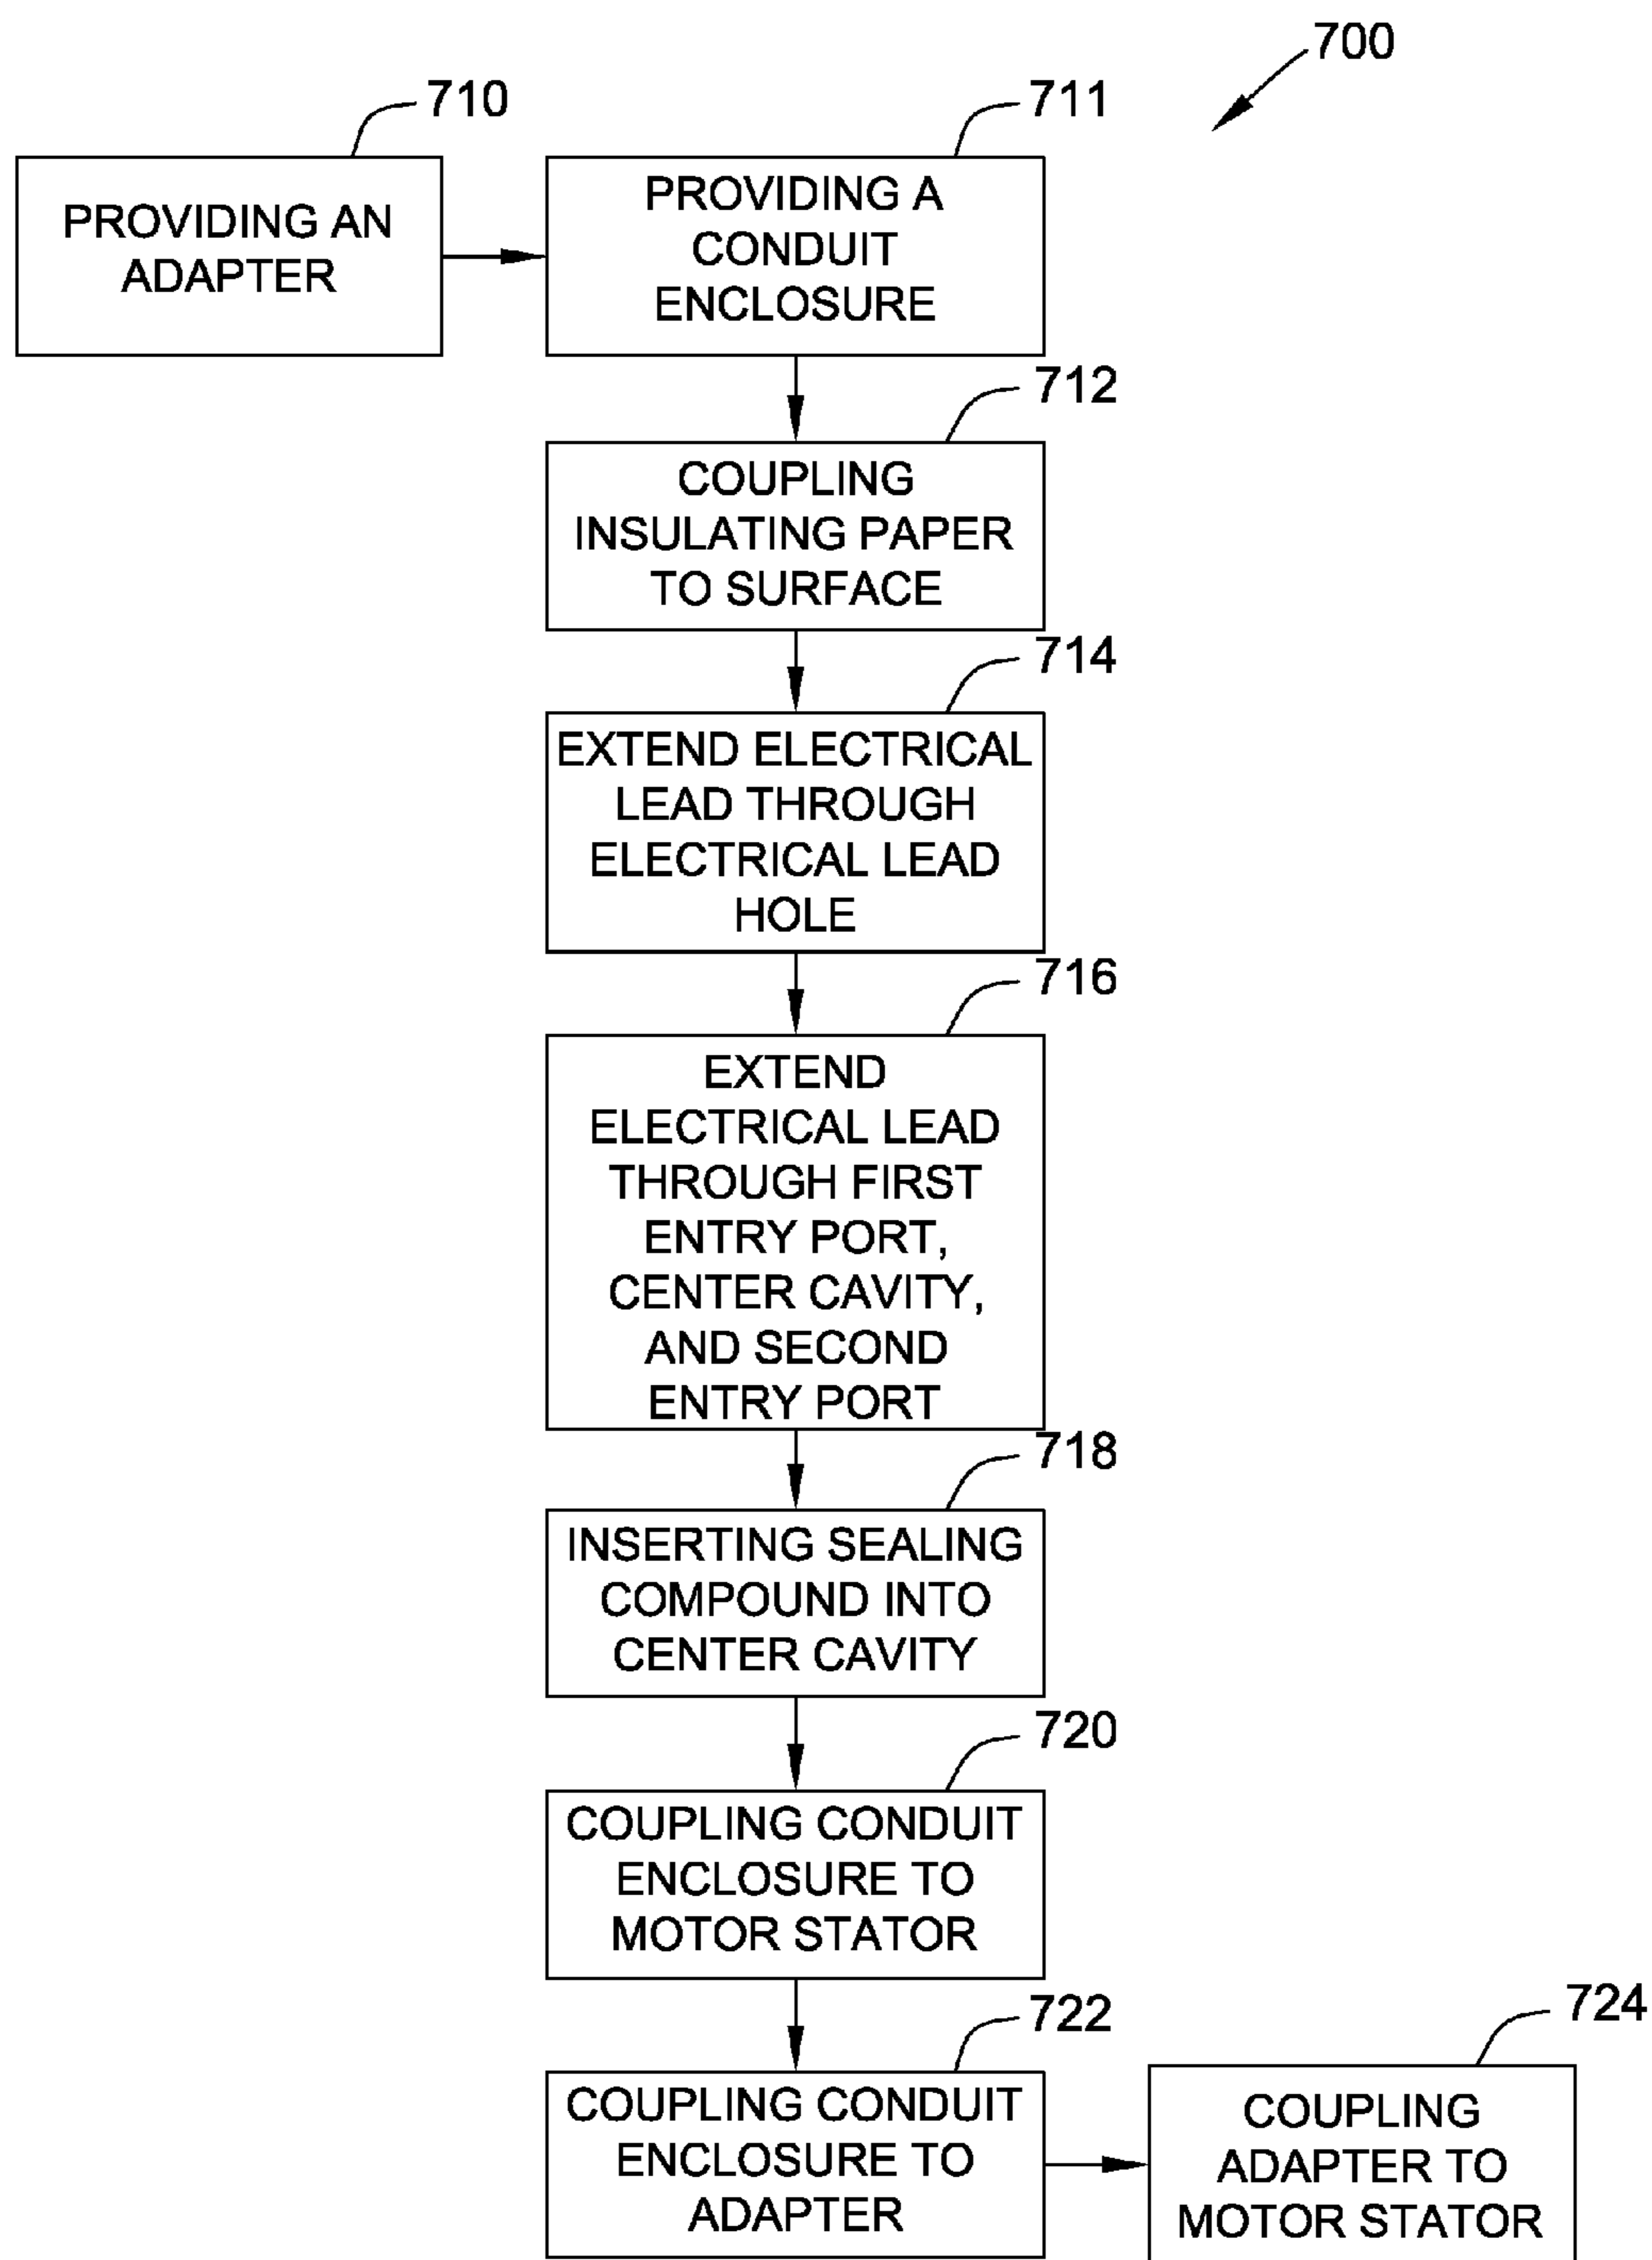 700
710
PROVIDING AN
ADAPTER
711
PROVIDING A
CONDUIT
ENCLOSURE
712
COUPLING
INSULATING PAPER
TO SURFACE
714
EXTEND ELECTRICAL
LEAD THROUGH
ELECTRICAL LEAD
HOLE
716
EXTEND
ELECTRICAL LEAD
THROUGH FIRST
ENTRY PORT,
CENTER CAVITY,
AND SECOND
ENTRY PORT
718
INSERTING SEALING
COMPOUND INTO
CENTER CAVITY
720
COUPLING CONDUIT
ENCLOSURE TO
MOTOR STATOR
722
COUPLING CONDUIT
ENCLOSURE TO
ADAPTER
724
COUPLING
ADAPTER TO
MOTOR STATOR